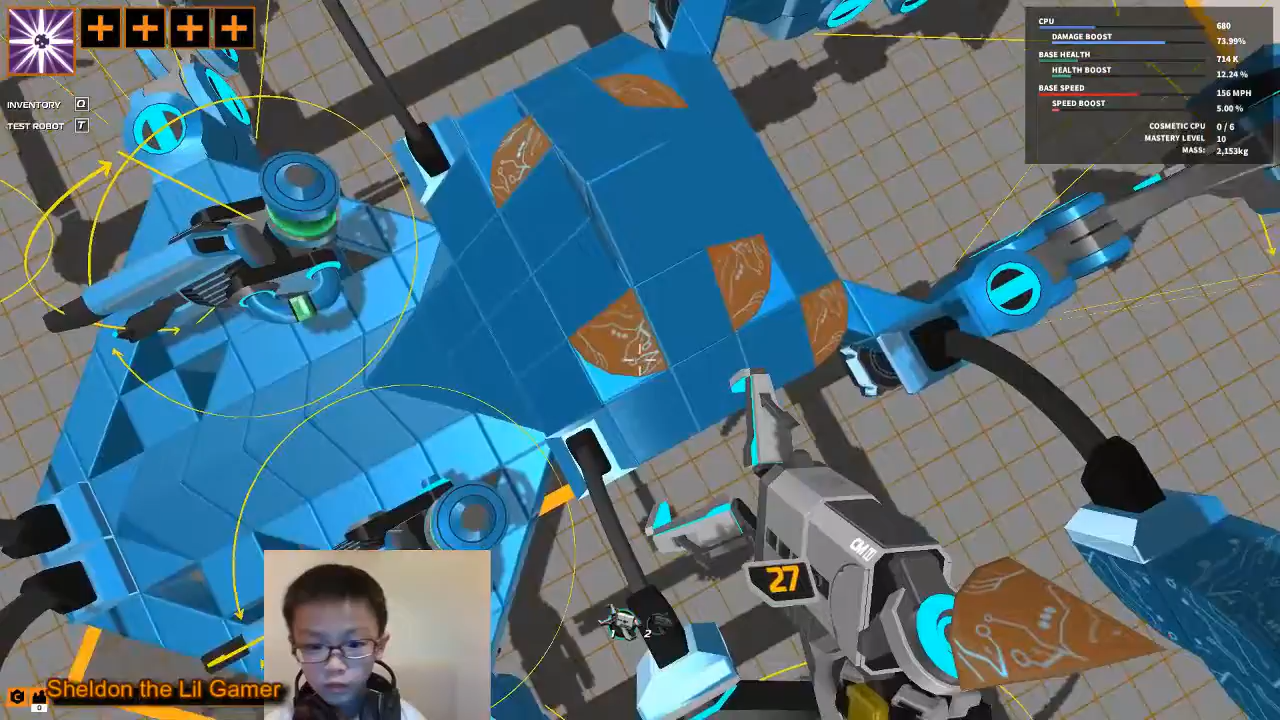 INVENTORY Q
TEST ROBOT T
CPU 680
DAMAGE BOOST 73.99%
BASE HEALTH 714 K
HEALTH BOOST 12.24 %
BASE SPEED 156 MPH
SPEED BOOST 5.00 %
COSMETIC CPU 0 / 6
MASTERY LEVEL 10
MASS: 2,153kg
27
2
Sheldon the Lil Gamer
0